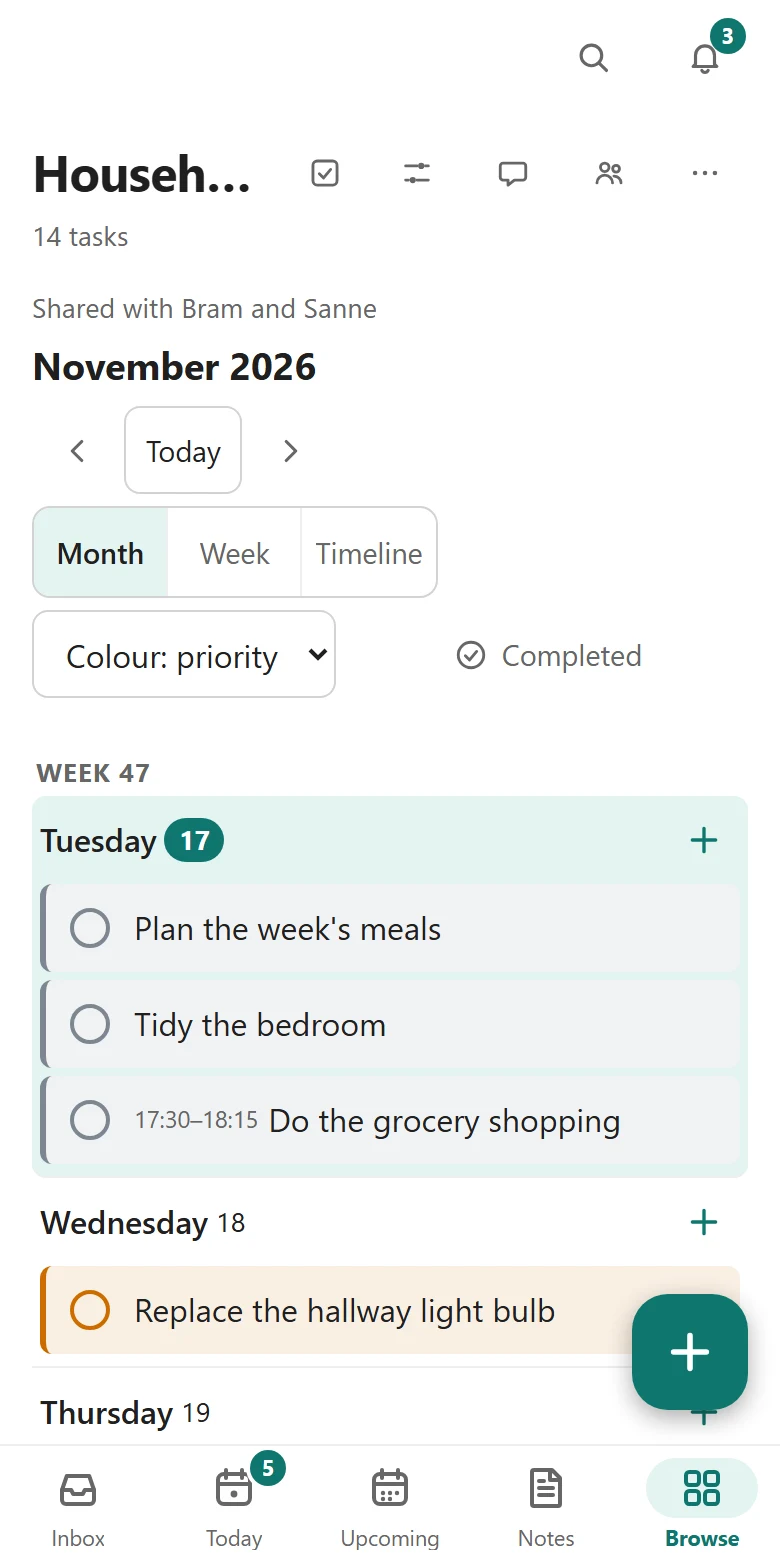 3
Househ...
14 tasks
Shared with Bram and Sanne
November 2026
Today
Month Week Timeline
Colour: priority Completed
WEEK 47
Tuesday 17
Plan the week's meals
Tidy the bedroom
17:30–18:15 Do the grocery shopping
Wednesday 18
Replace the hallway light bulb
Thursday 19
5
Inbox Today Upcoming Notes Browse